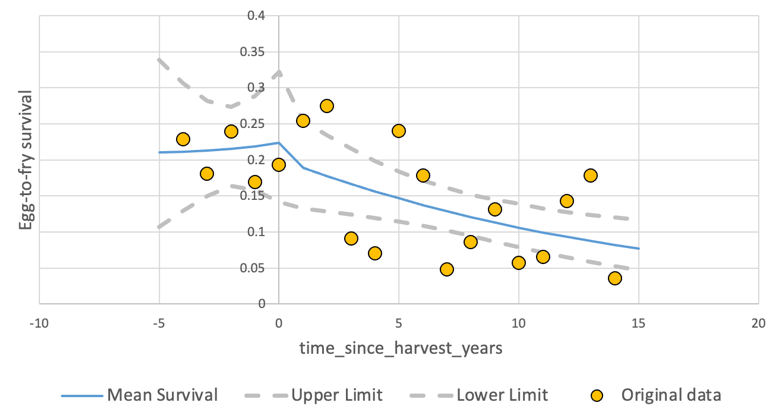 0.4
0.35
0.3
0.25
0.2
0.15
0.1
0.05
0
Egg-to-fry survival
-10 -5 0 5 10 15 20
time_since_harvest_years
Mean Survival Upper Limit Lower Limit Original data